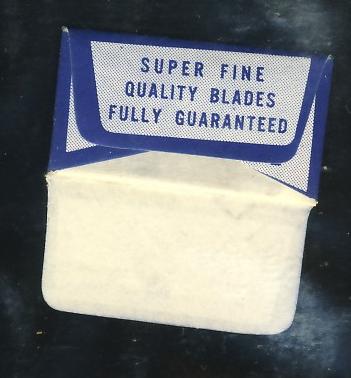 SUPER FINE
QUALITY BLADES
FULLY GUARANTEED